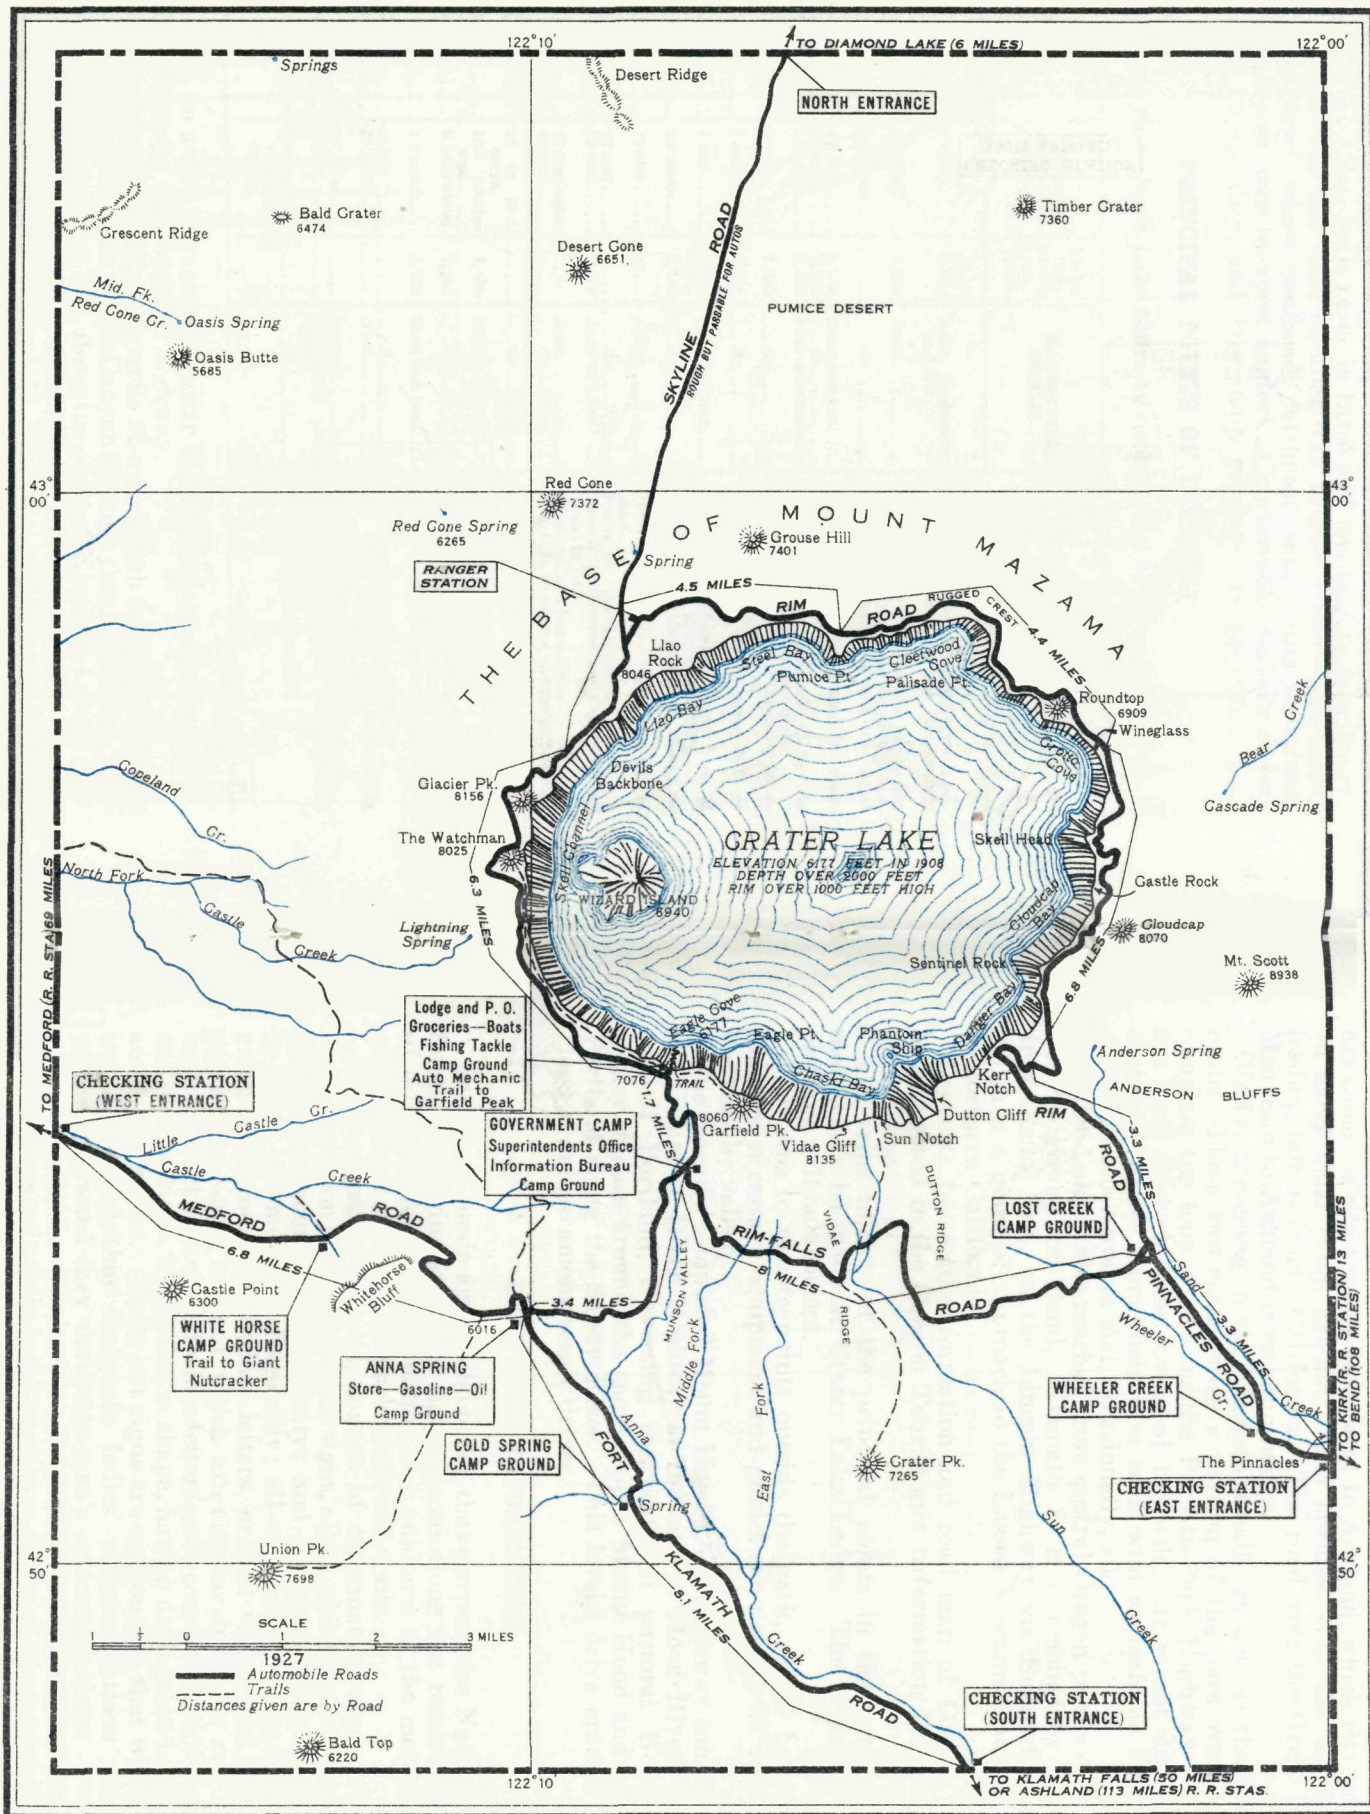 122°10'
TO DIAMOND LAKE (6 MILES)
122°00'
Springs
Desert Ridge
NORTH ENTRANCE
Bald Crater
6474
Crescent Ridge
Timber Crater
7360
Desert Cone
6651
SKYLINE ROAD
ROUGH BUT PASSABLE FOR AUTOS
PUMICE DESERT
Mid. Fk.
Red Cone Cr.
Oasis Spring
Oasis Butte
5685
43°
00'
43°
00'
Red Cone
7372
Red Cone Spring
6265
THE BASE OF MOUNT MAZAMA
Grouse Hill
7401
Spring
RANGER
STATION
4.5 MILES
RIM ROAD
RUGGED CREST
4.4 MILES
Llao
Rock
8046
Steel Bay
Pumice Pt.
Cleetwood
Cove
Palisade Pt.
Roundtop
6909
Wineglass
Llao Bay
Grotto
Cove
Bear Creek
Cascade Spring
Devils
Backbone
Glacier Pk.
8156
The Watchman
8025
Copeland Cr.
North Fork
Castle Creek
Lightning
Spring
6.3 MILES
Skell Channel
WIZARD ISLAND
6940
CRATER LAKE
ELEVATION 6177 FEET IN 1908
DEPTH OVER 2000 FEET
RIM OVER 1000 FEET HIGH
Skell Head
Castle Rock
Cloudcap
Bay
Cloudcap
8070
Sentinel Rock
6.8 MILES
Mt. Scott
8938
TO MEDFORD (R. R. STA) 69 MILES
Lodge and P. O.
Groceries—Boats
Fishing Tackle
Camp Ground
Auto Mechanic
Trail to
Garfield Peak
Eagle Cove
6177
Eagle Pt.
Phantom
Ship
Danger Bay
Chaski Bay
Kerr
Notch
Anderson Spring
ANDERSON BLUFFS
7076
TRAIL
1.7 MILES
8060
Garfield Pk.
Vidae Cliff
8135
Sun Notch
Dutton Cliff
RIM ROAD
3.3 MILES
CHECKING STATION
(WEST ENTRANCE)
Little Castle Cr.
Castle Creek
GOVERNMENT CAMP
Superintendents Office
Information Bureau
Camp Ground
MEDFORD ROAD
6.8 MILES
DUTTON RIDGE
VIDAE RIDGE
LOST CREEK
CAMP GROUND
RIM-FALLS ROAD
8 MILES
MUNSON VALLEY
Castle Point
6300
Whitehorse
Bluff
WHITE HORSE
CAMP GROUND
Trail to Giant
Nutcracker
6016
3.4 MILES
PINNACLES ROAD
3.3 MILES
Sand Creek
Wheeler Cr.
ANNA SPRING
Store—Gasoline—Oil
Camp Ground
Middle Fork
East Fork
Anna Creek
WHEELER CREEK
CAMP GROUND
The Pinnacles
TO KIRK (R. R. STATION) 13 MILES
TO BEND (108 MILES)
COLD SPRING
CAMP GROUND
Spring
Crater Pk.
7265
CHECKING STATION
(EAST ENTRANCE)
Sun Creek
FORT KLAMATH ROAD
8.1 MILES
42°
50'
42°
50'
Union Pk.
7698
SCALE
1 ½ 0 1 2 3 MILES
1927
Automobile Roads
Trails
Distances given are by Road
Bald Top
6220
CHECKING STATION
(SOUTH ENTRANCE)
122°10'
TO KLAMATH FALLS (50 MILES)
OR ASHLAND (113 MILES) R. R. STAS.
122°00'